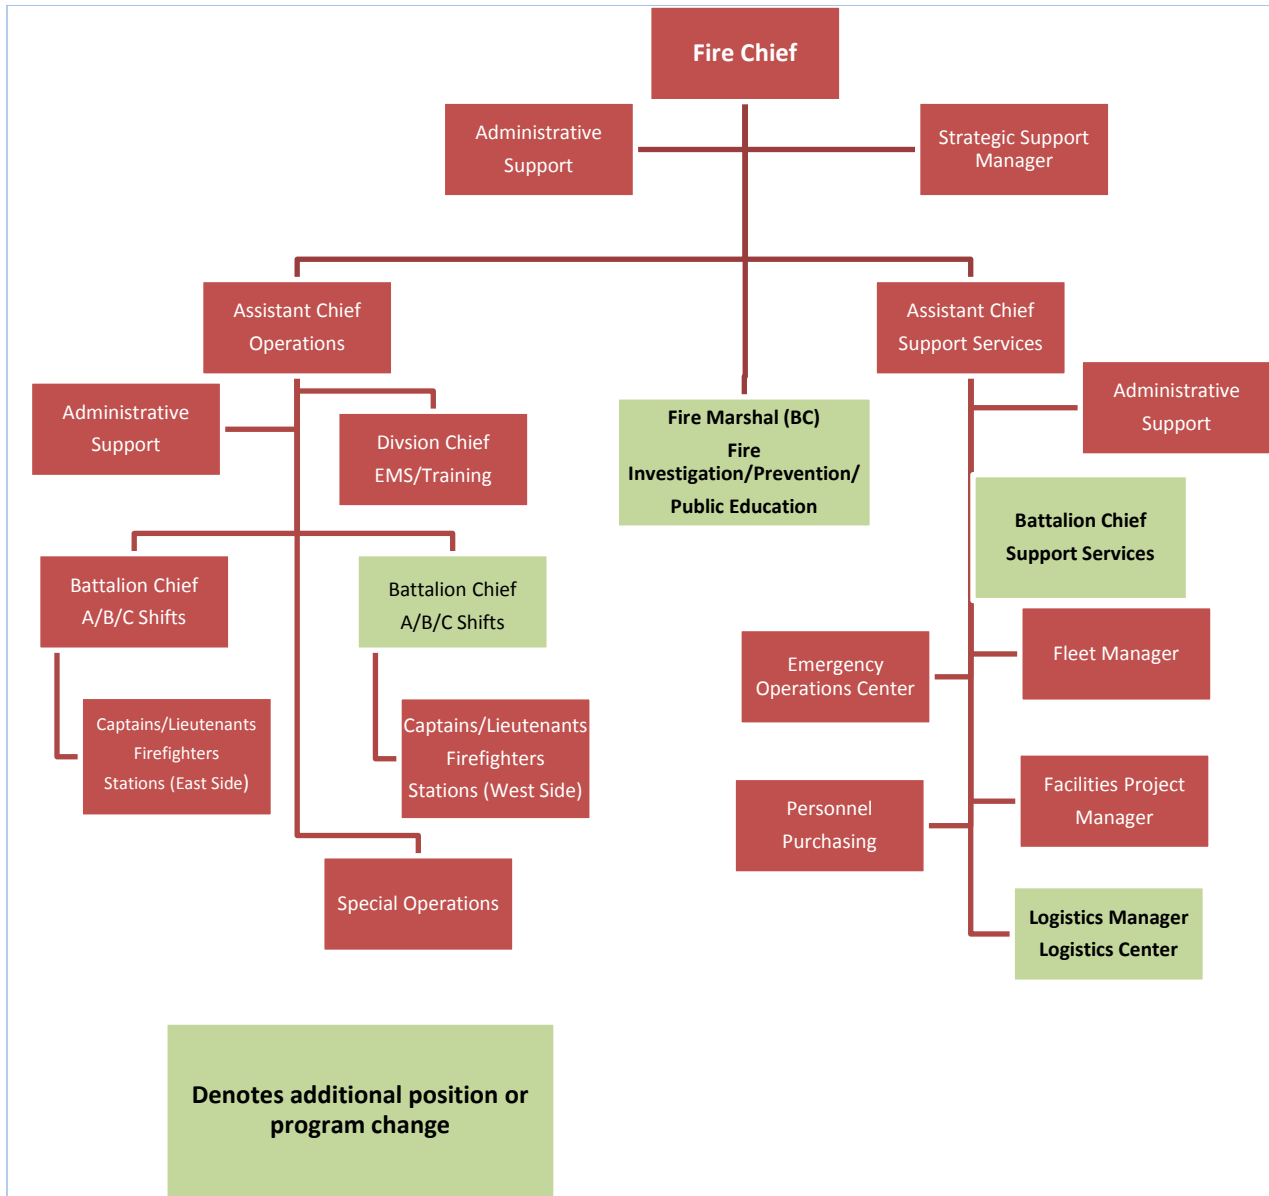 Fire Chief
Administrative
Support
Strategic Support
Manager
Assistant Chief
Operations
Assistant Chief
Support Services
Administrative
Support
Divsion Chief
EMS/Training
Fire Marshal (BC)
Fire
Investigation/Prevention/
Public Education
Administrative
Support
Battalion Chief
Support Services
Battalion Chief
A/B/C Shifts
Battalion Chief
A/B/C Shifts
Emergency
Operations Center
Fleet Manager
Captains/Lieutenants
Firefighters
Stations (East Side)
Captains/Lieutenants
Firefighters
Stations (West Side)
Personnel
Purchasing
Facilities Project
Manager
Special Operations
Logistics Manager
Logistics Center
Denotes additional position or
program change